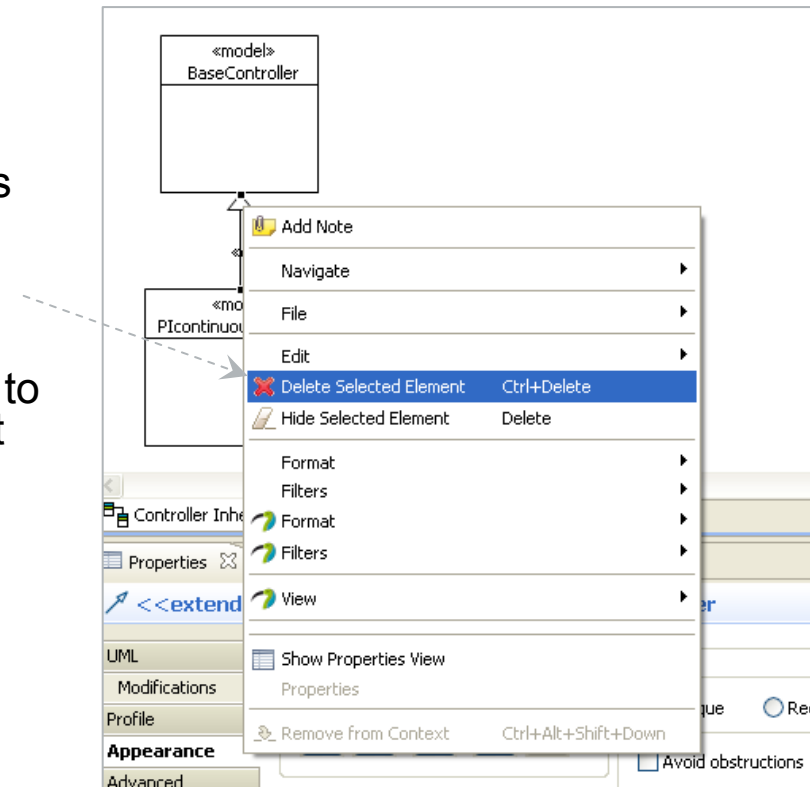 «model»
BaseController
s
Add Note
Navigate
«mo
File
PIcontinuou
Edit
to
Delete Selected Element Ctrl+Delete
t
Hide Selected Element Delete
Format
Filters
Controller Inhe
Format
Properties
Filters
<<extend
View
er
UML
Show Properties View
Modifications
Properties
que
Rec
Profile
Remove from Context Ctrl+Alt+Shift+Down
Appearance
Avoid obstructions
Advanced